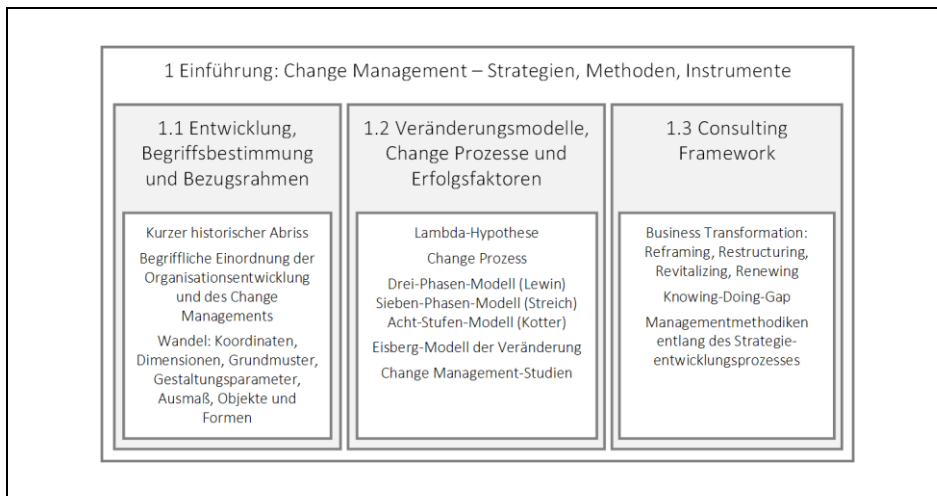 1 Einführung: Change Management – Strategien, Methoden, Instrumente
1.1 Entwicklung,
Begriffsbestimmung
und Bezugsrahmen
Kurzer historischer Abriss
Begriffliche Einordnung der
Organisationsentwicklung
und des Change
Managements
Wandel: Koordinaten,
Dimensionen, Grundmuster,
Gestaltungsparameter,
Ausmaß, Objekte und
Formen
1.2 Veränderungsmodelle,
Change Prozesse und
Erfolgsfaktoren
Lambda-Hypothese
Change Prozess
Drei-Phasen-Modell (Lewin)
Sieben-Phasen-Modell (Streich)
Acht-Stufen-Modell (Kotter)
Eisberg-Modell der Veränderung
Change Management-Studien
1.3 Consulting
Framework
Business Transformation:
Reframing, Restructuring,
Revitalizing, Renewing
Knowing-Doing-Gap
Managementmethodiken
entlang des Strategie-
entwicklungsprozesses